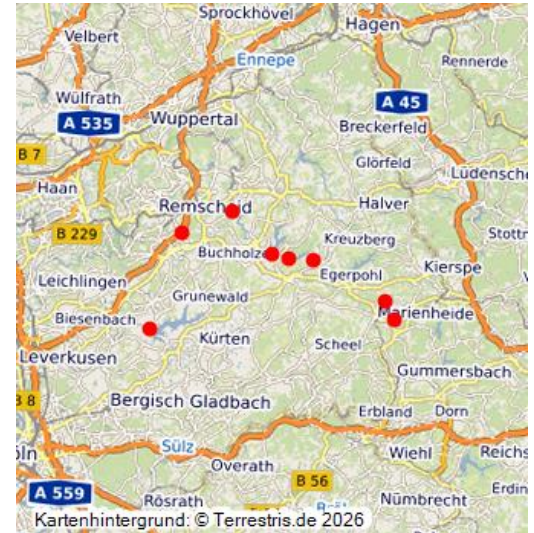 Sprockhövel
Hagen
Velbert
Ennepe
Rennerde
Wülfrath
A 45
A 535
Wuppertal
Breckerfeld
B 7
Glörfeld
Haan
Lüdensche
Remscheid
Halver
B 229
Kreuzberg
Stottm
Buchholze
Egerpohl
Kierspe
Leichlingen
Grunewald
Biesenbach
Marienheide
Kürten
Scheel
Leverkusen
Gummersbach
B 8
Bergisch Gladbach
Erbland
Dorn
öln
Sülz
Wiehl
Reichs
Overath
B 56
A 559
Erdin
Rösrath
Nümbrecht
Kartenhintergrund: © Terrestris.de 2026